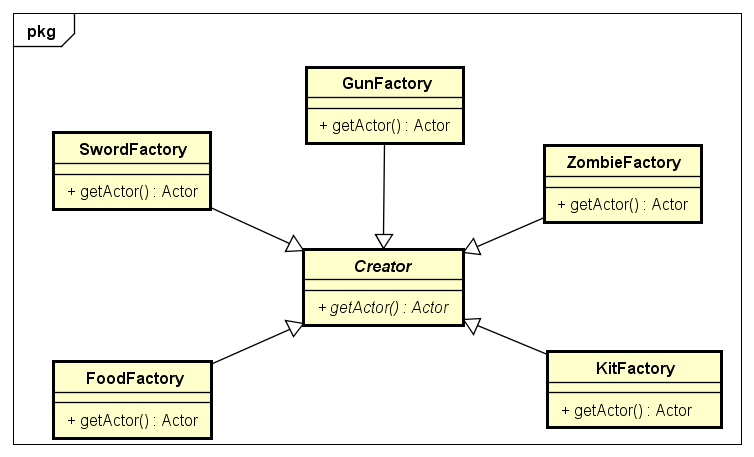 pkg
GunFactory
+ getActor() : Actor
SwordFactory
+ getActor() : Actor
ZombieFactory
+ getActor() : Actor
Creator
+ getActor() : Actor
FoodFactory
+ getActor() : Actor
KitFactory
+ getActor() : Actor